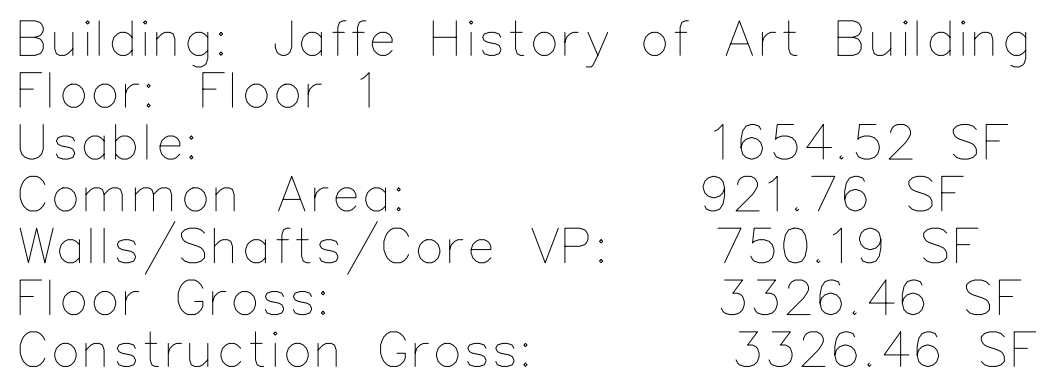 Building: Jaffe History of Art Building
Floor: Floor 1
Usable: 1654.52 SF
Common Area: 921.76 SF
Walls/Shafts/Core VP: 750.19 SF
Floor Gross: 3326.46 SF
Construction Gross: 3326.46 SF